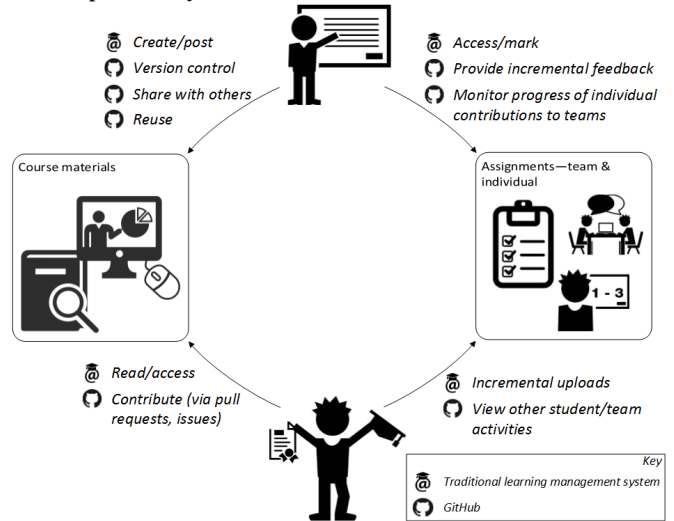 Create/post
Version control
Share with others
Reuse
Access/mark
Provide incremental feedback
Monitor progress of individual
contributions to teams
Course materials
Assignments—team &
individual
1 - 3
Read/access
Contribute (via pull
requests, issues)
Incremental uploads
View other student/team
activities
Key
Traditional learning management system
GitHub